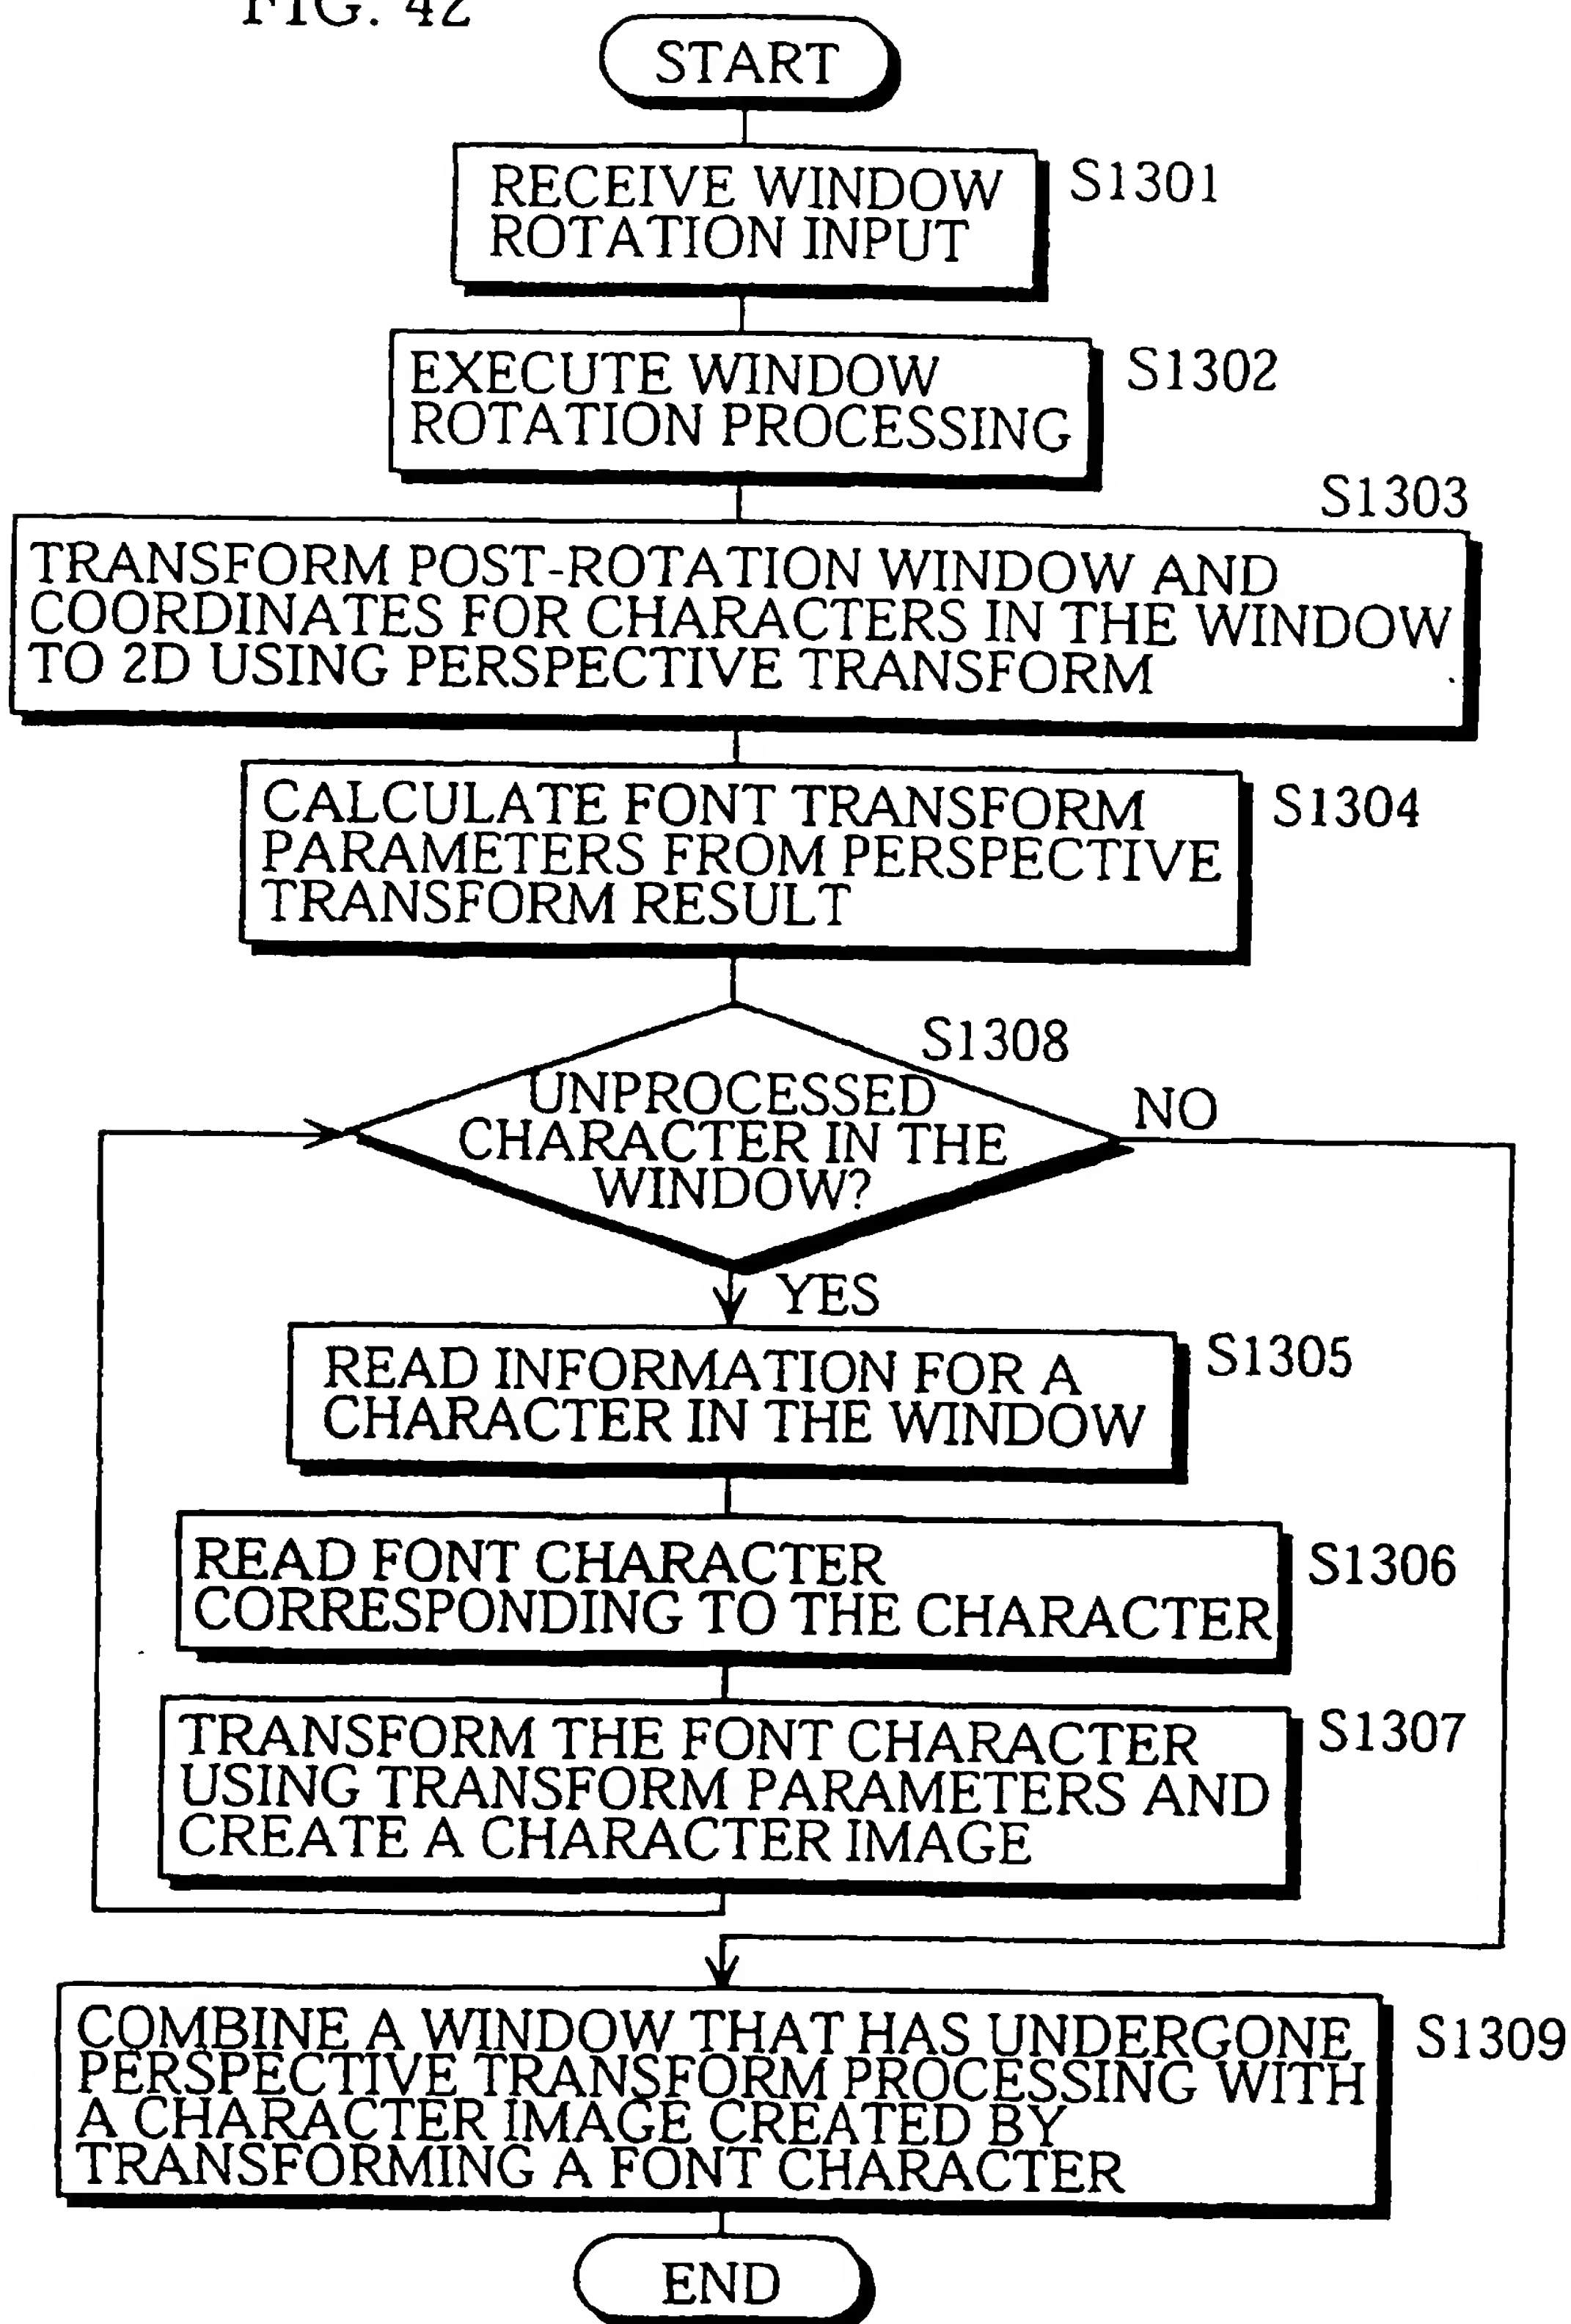 FIG. 42
START
RECEIVE WINDOW
ROTATION INPUT
S1301
EXECUTE WINDOW
ROTATION PROCESSING
S1302
S1303
TRANSFORM POST-ROTATION WINDOW AND
COORDINATES FOR CHARACTERS IN THE WINDOW
TO 2D USING PERSPECTIVE TRANSFORM
CALCULATE FONT TRANSFORM
PARAMETERS FROM PERSPECTIVE
TRANSFORM RESULT
S1304
S1308
UNPROCESSED
CHARACTER IN THE
WINDOW?
NO
YES
READ INFORMATION FOR A
CHARACTER IN THE WINDOW
S1305
READ FONT CHARACTER
CORRESPONDING TO THE CHARACTER
S1306
TRANSFORM THE FONT CHARACTER
USING TRANSFORM PARAMETERS AND
CREATE A CHARACTER IMAGE
S1307
COMBINE A WINDOW THAT HAS UNDERGONE
PERSPECTIVE TRANSFORM PROCESSING WITH
A CHARACTER IMAGE CREATED BY
TRANSFORMING A FONT CHARACTER
S1309
END